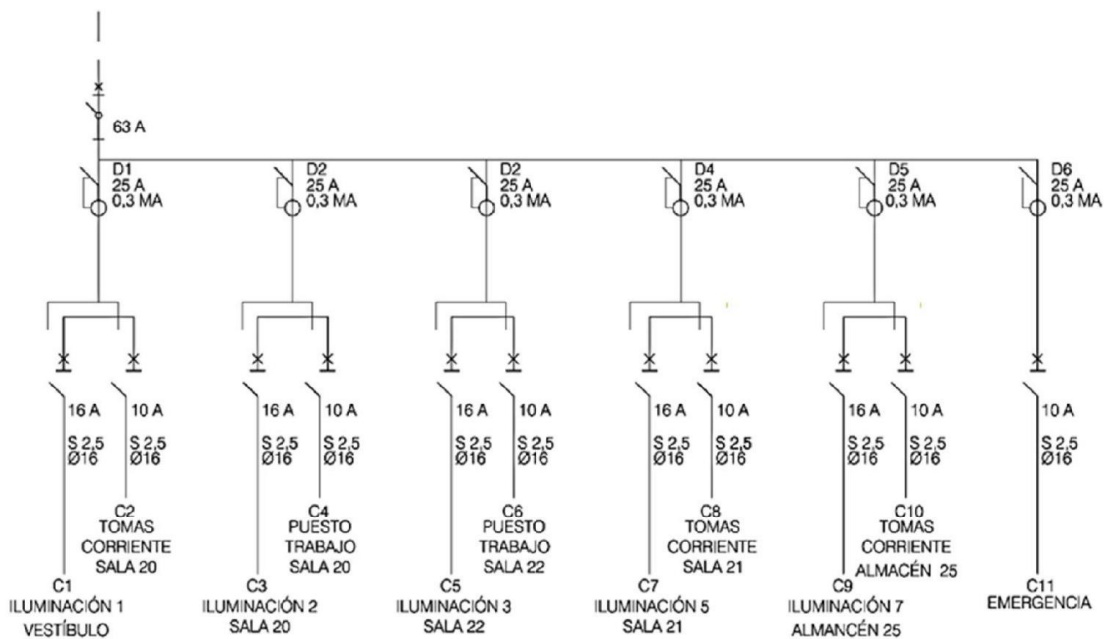 63 A
D1
25 A
0,3 MA
D2
25 A
0,3 MA
D2
25 A
0,3 MA
D4
25 A
0,3 MA
D5
25 A
0,3 MA
D6
25 A
0,3 MA
16 A
S 2,5
Ø16
10 A
S 2,5
Ø16
16 A
S 2,5
Ø16
10 A
S 2,5
Ø16
16 A
S 2,5
Ø16
10 A
S 2,5
Ø16
16 A
S 2,5
Ø16
10 A
S 2,5
Ø16
16 A
S 2,5
Ø16
10 A
S 2,5
Ø16
10 A
S 2,5
Ø16
C2
TOMAS
CORRIENTE
SALA 20
C4
PUESTO
TRABAJO
SALA 20
C6
PUESTO
TRABAJO
SALA 22
C8
TOMAS
CORRIENTE
SALA 21
C10
TOMAS
CORRIENTE
ALMACÉN 25
C1
ILUMINACIÓN 1
VESTÍBULO
C3
ILUMINACIÓN 2
SALA 20
C5
ILUMINACIÓN 3
SALA 22
C7
ILUMINACIÓN 5
SALA 21
C9
ILUMINACIÓN 7
ALMANCÉN 25
C11
EMERGENCIA